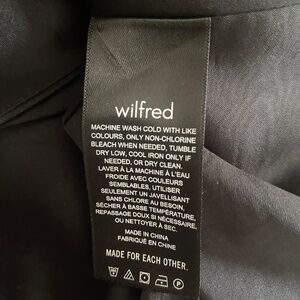 wilfred
MACHINE WASH COLD WITH LIKE
COLOURS, ONLY NON-CHLORINE
BLEACH WHEN NEEDED, TUMBLE
DRY LOW, COOL IRON ONLY IF
NEEDED, OR DRY CLEAN.
LAVER À LA MACHINE À L'EAU
FROIDE AVEC COULEURS
SEMBLABLES, UTILISER
SEULEMENT UN JAVELLISANT
SANS CHLORE AU BESOIN,
SÉCHER À BASSE TEMPÉRATURE,
REPASSAGE DOUX SI NÉCESSAIRE,
OU NETTOYER À SEC.
MADE IN CHINA
FABRIQUÉ EN CHINE
MADE FOR EACH OTHER.